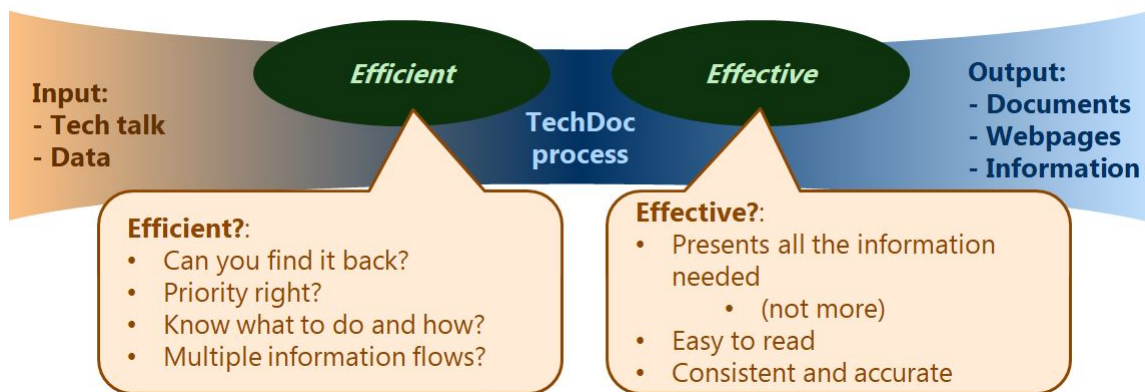 Input:
- Tech talk
- Data
Efficient
TechDoc
process
Effective
Output:
- Documents
- Webpages
- Information
Efficient?:
• Can you find it back?
• Priority right?
• Know what to do and how?
• Multiple information flows?
Effective?:
• Presents all the information
needed
• (not more)
• Easy to read
• Consistent and accurate